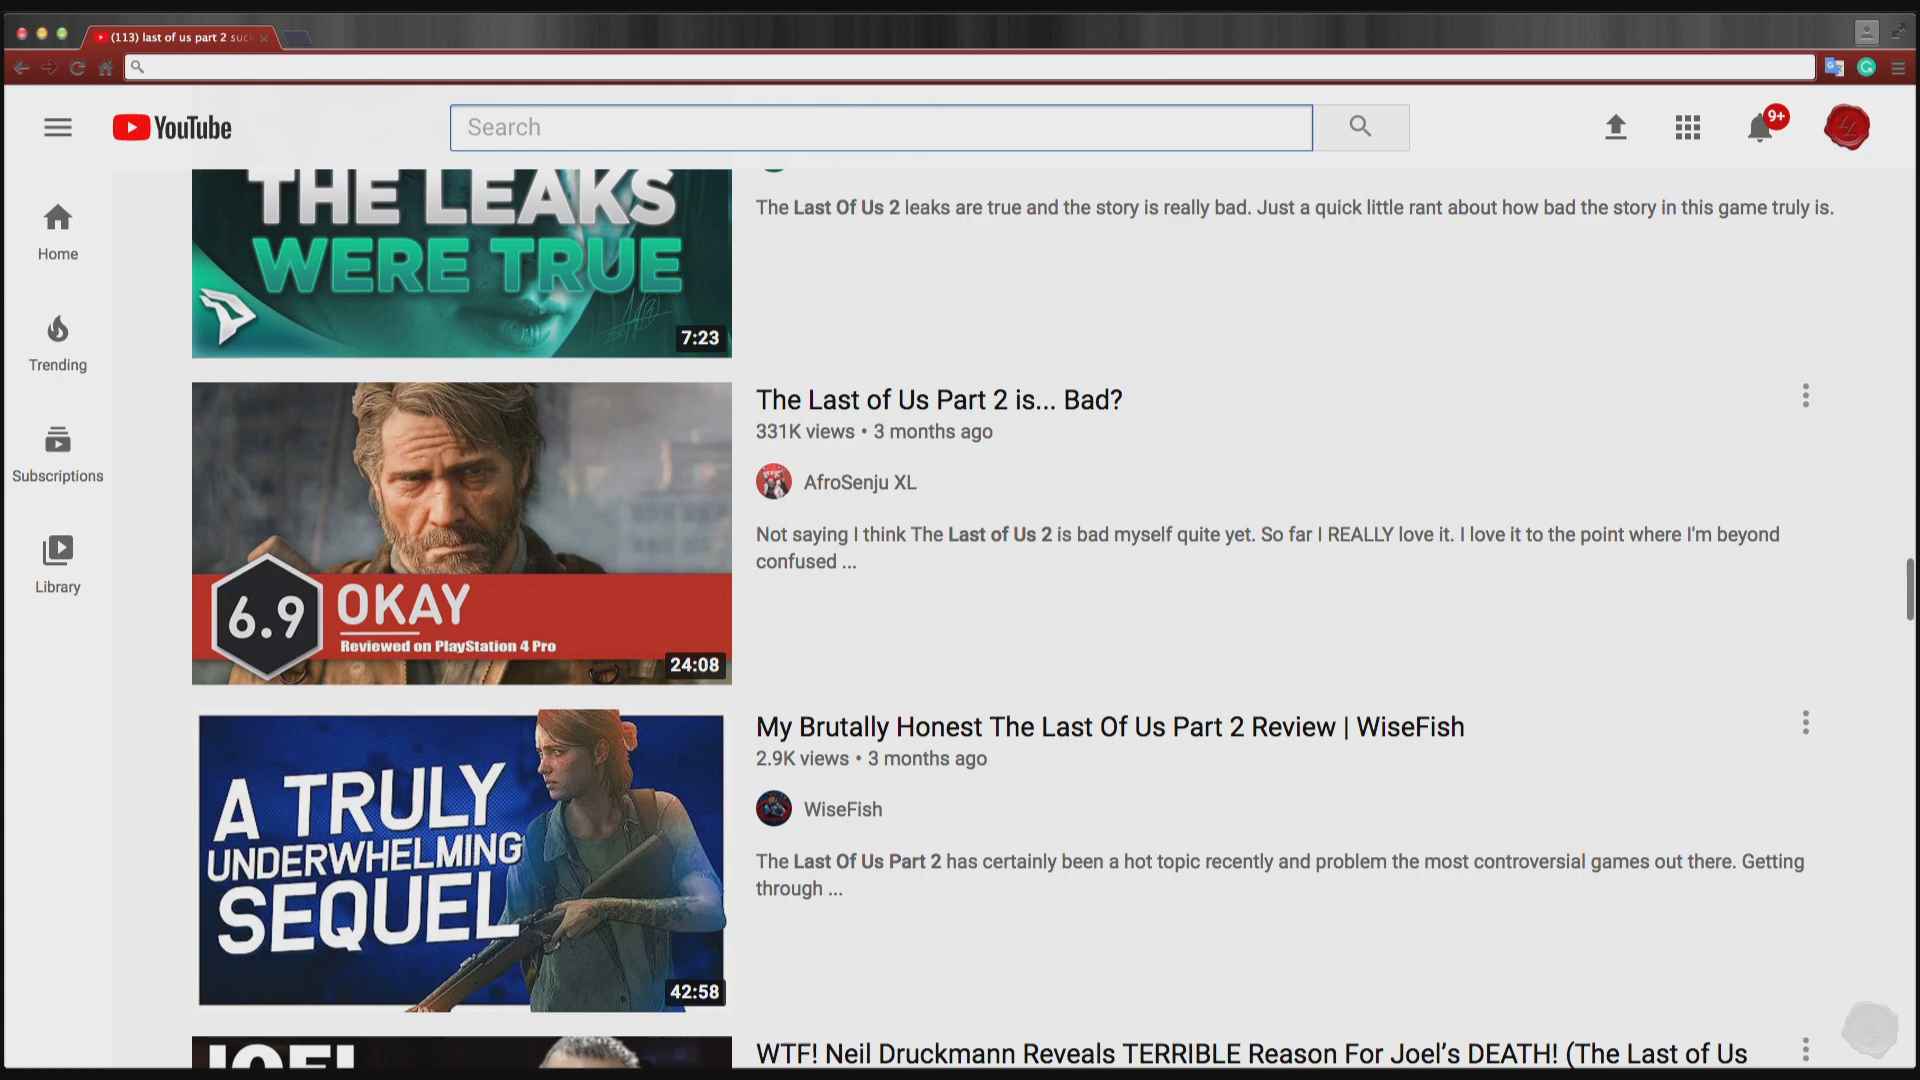 (113) last of us part 2 suc
YouTube
Search
9+
Home
Trending
Subscriptions
Library
THE LEAKS
WERE TRUE
7:23
The Last Of Us 2 leaks are true and the story is really bad. Just a quick little rant about how bad the story in this game truly is.
6.9
OKAY
Reviewed on PlayStation 4 Pro
24:08
The Last of Us Part 2 is... Bad?
331K views • 3 months ago
AfroSenju XL
Not saying I think The Last of Us 2 is bad myself quite yet. So far I REALLY love it. I love it to the point where I'm beyond
confused ...
A TRULY
UNDERWHELMING
SEQUEL
42:58
My Brutally Honest The Last Of Us Part 2 Review | WiseFish
2.9K views • 3 months ago
WiseFish
The Last Of Us Part 2 has certainly been a hot topic recently and problem the most controversial games out there. Getting
through ...
JOEL
WTF! Neil Druckmann Reveals TERRIBLE Reason For Joel’s DEATH! (The Last of Us